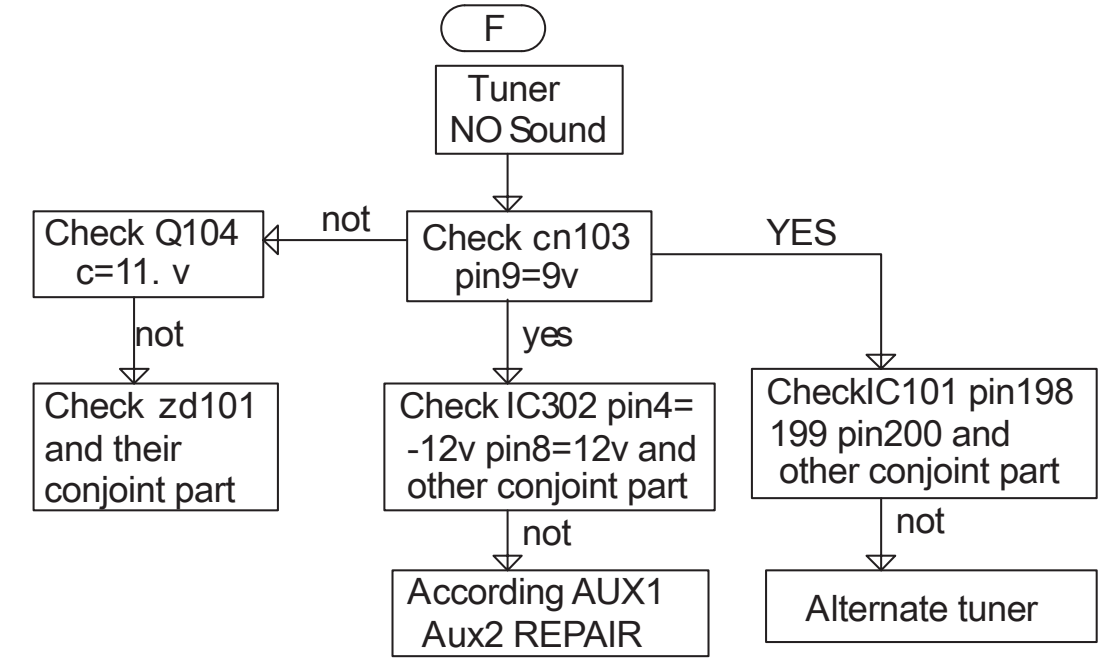 F
Tuner
NO Sound
Check cn103
pin9=9v
not
YES
Check Q104
c=11. v
not
yes
Check zd101
and their
conjoint part
Check IC302 pin4=
-12v pin8=12v and
other conjoint part
CheckIC101 pin198
199 pin200 and
other conjoint part
not
not
According AUX1
Aux2 REPAIR
Alternate tuner